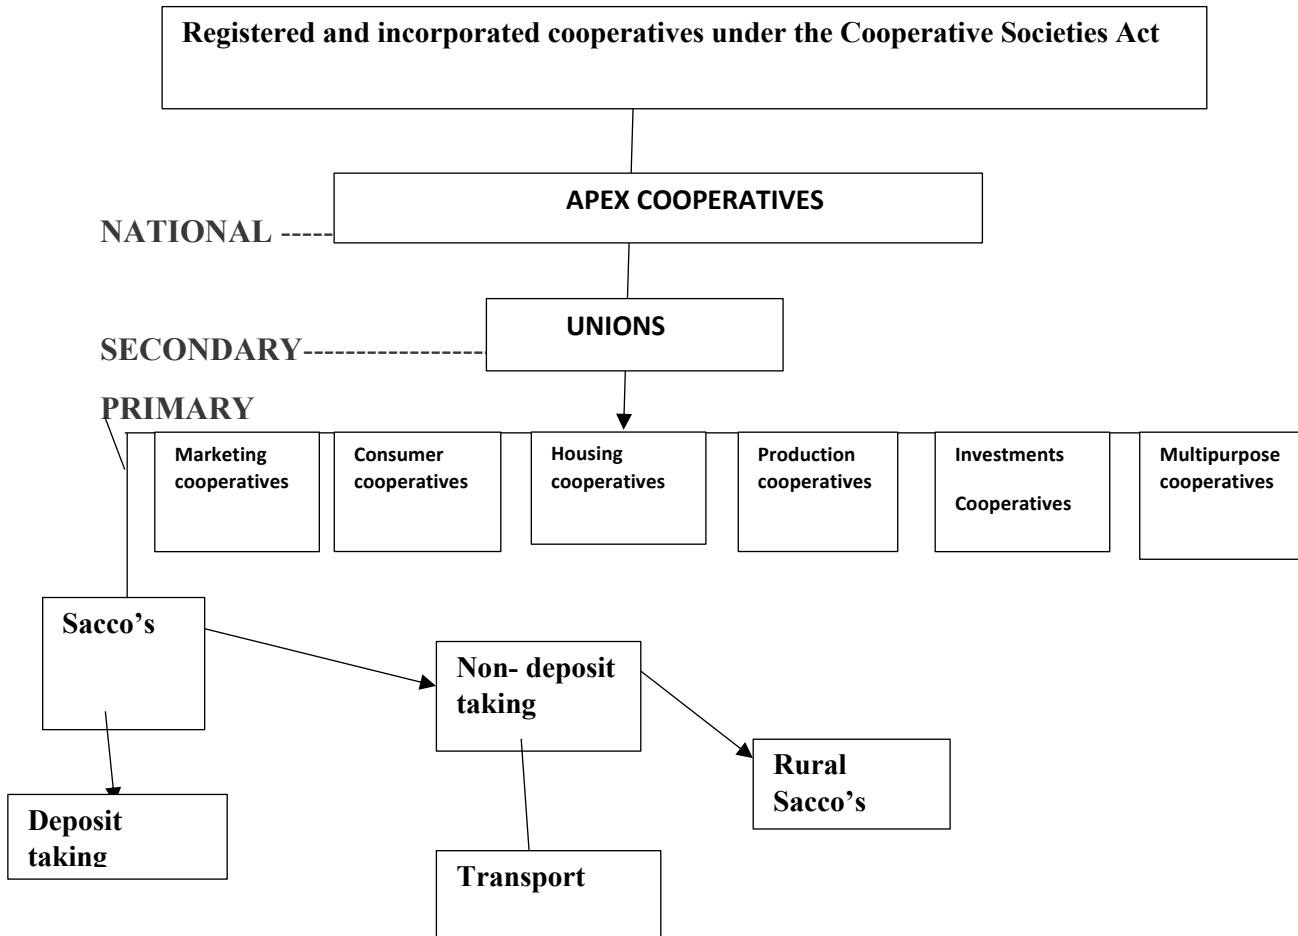 Registered and incorporated cooperatives under the Cooperative Societies Act
APEX COOPERATIVES
NATIONAL -----
UNIONS
SECONDARY-----------------
PRIMARY
Marketing
cooperatives
Consumer
cooperatives
Housing
cooperatives
Production
cooperatives
Investments
Cooperatives
Multipurpose
cooperatives
Sacco’s
Non- deposit
taking
Rural
Sacco’s
Deposit
taking
Transport